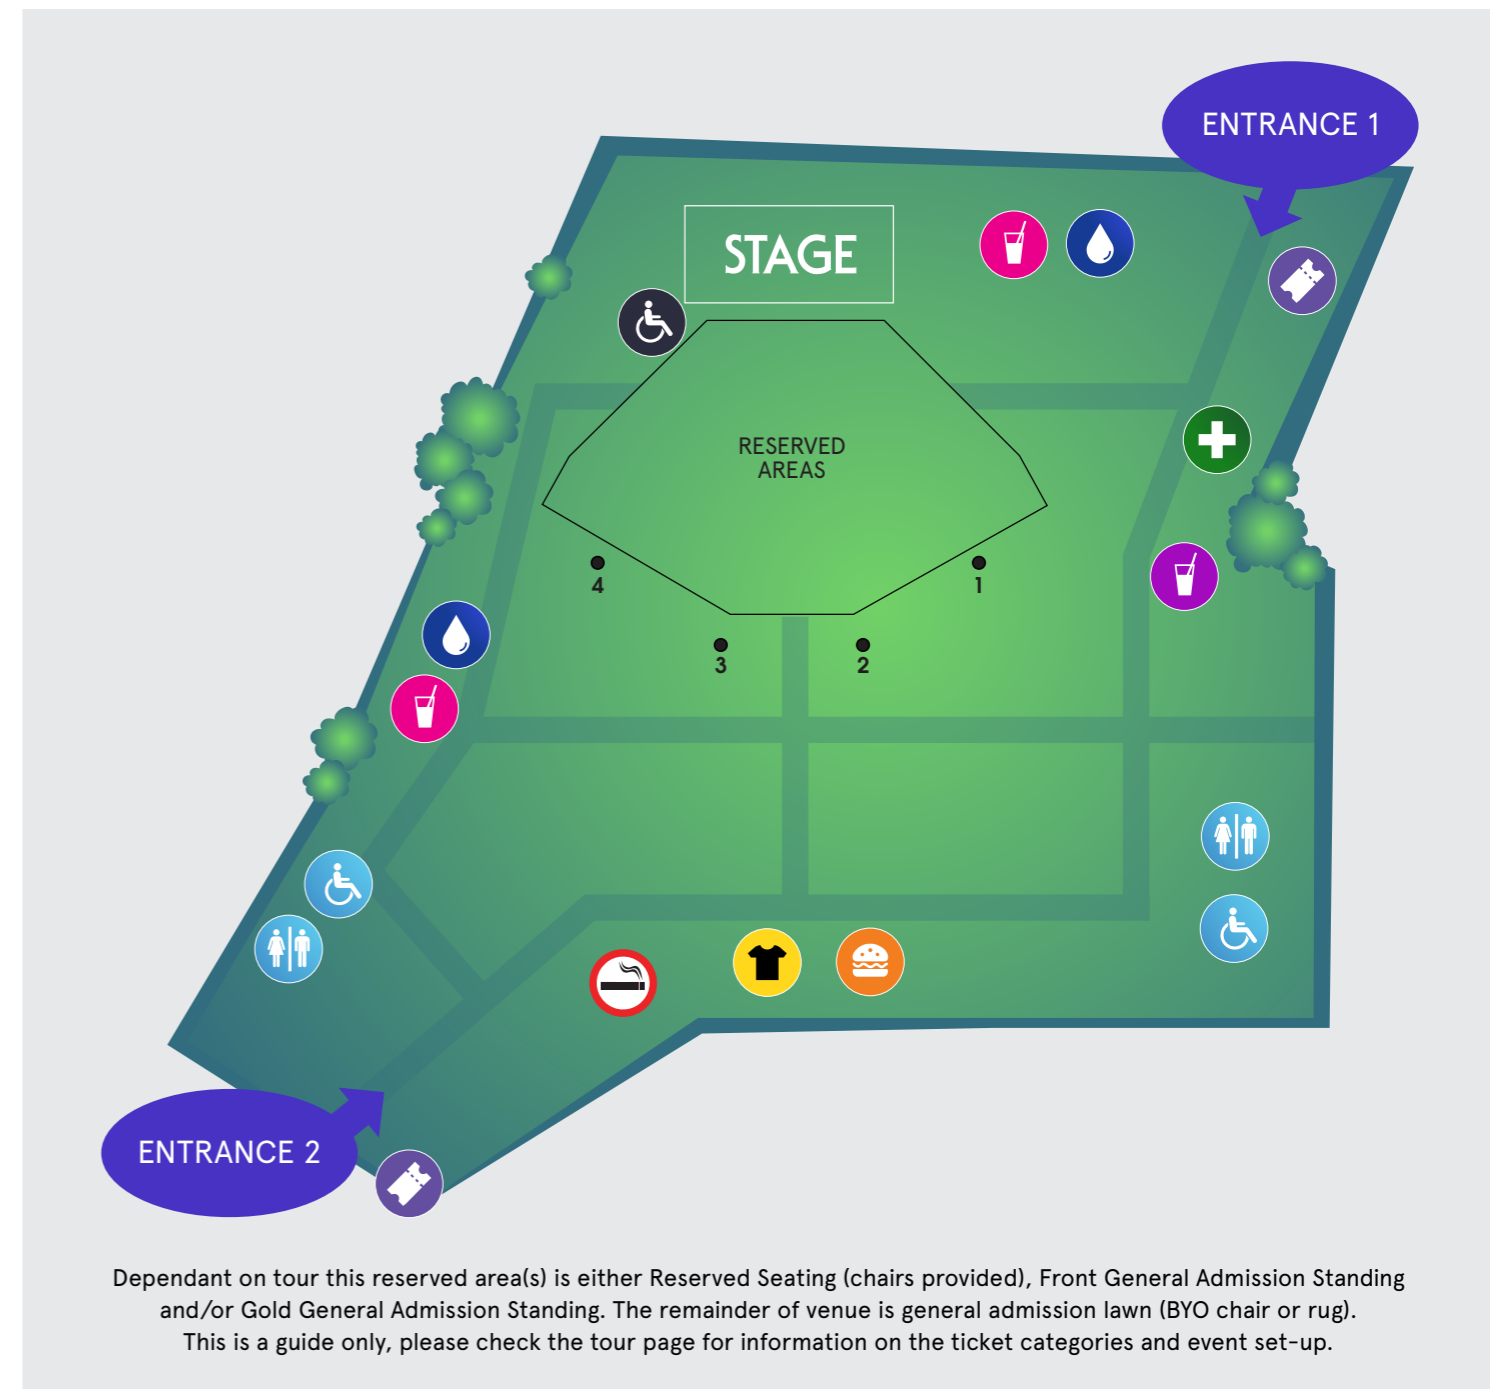 ENTRANCE 1
STAGE
RESERVED
AREAS
4
1
3
2
ENTRANCE 2
Dependant on tour this reserved area(s) is either Reserved Seating (chairs provided), Front General Admission Standing
and/or Gold General Admission Standing. The remainder of venue is general admission lawn (BYO chair or rug).
This is a guide only, please check the tour page for information on the ticket categories and event set-up.